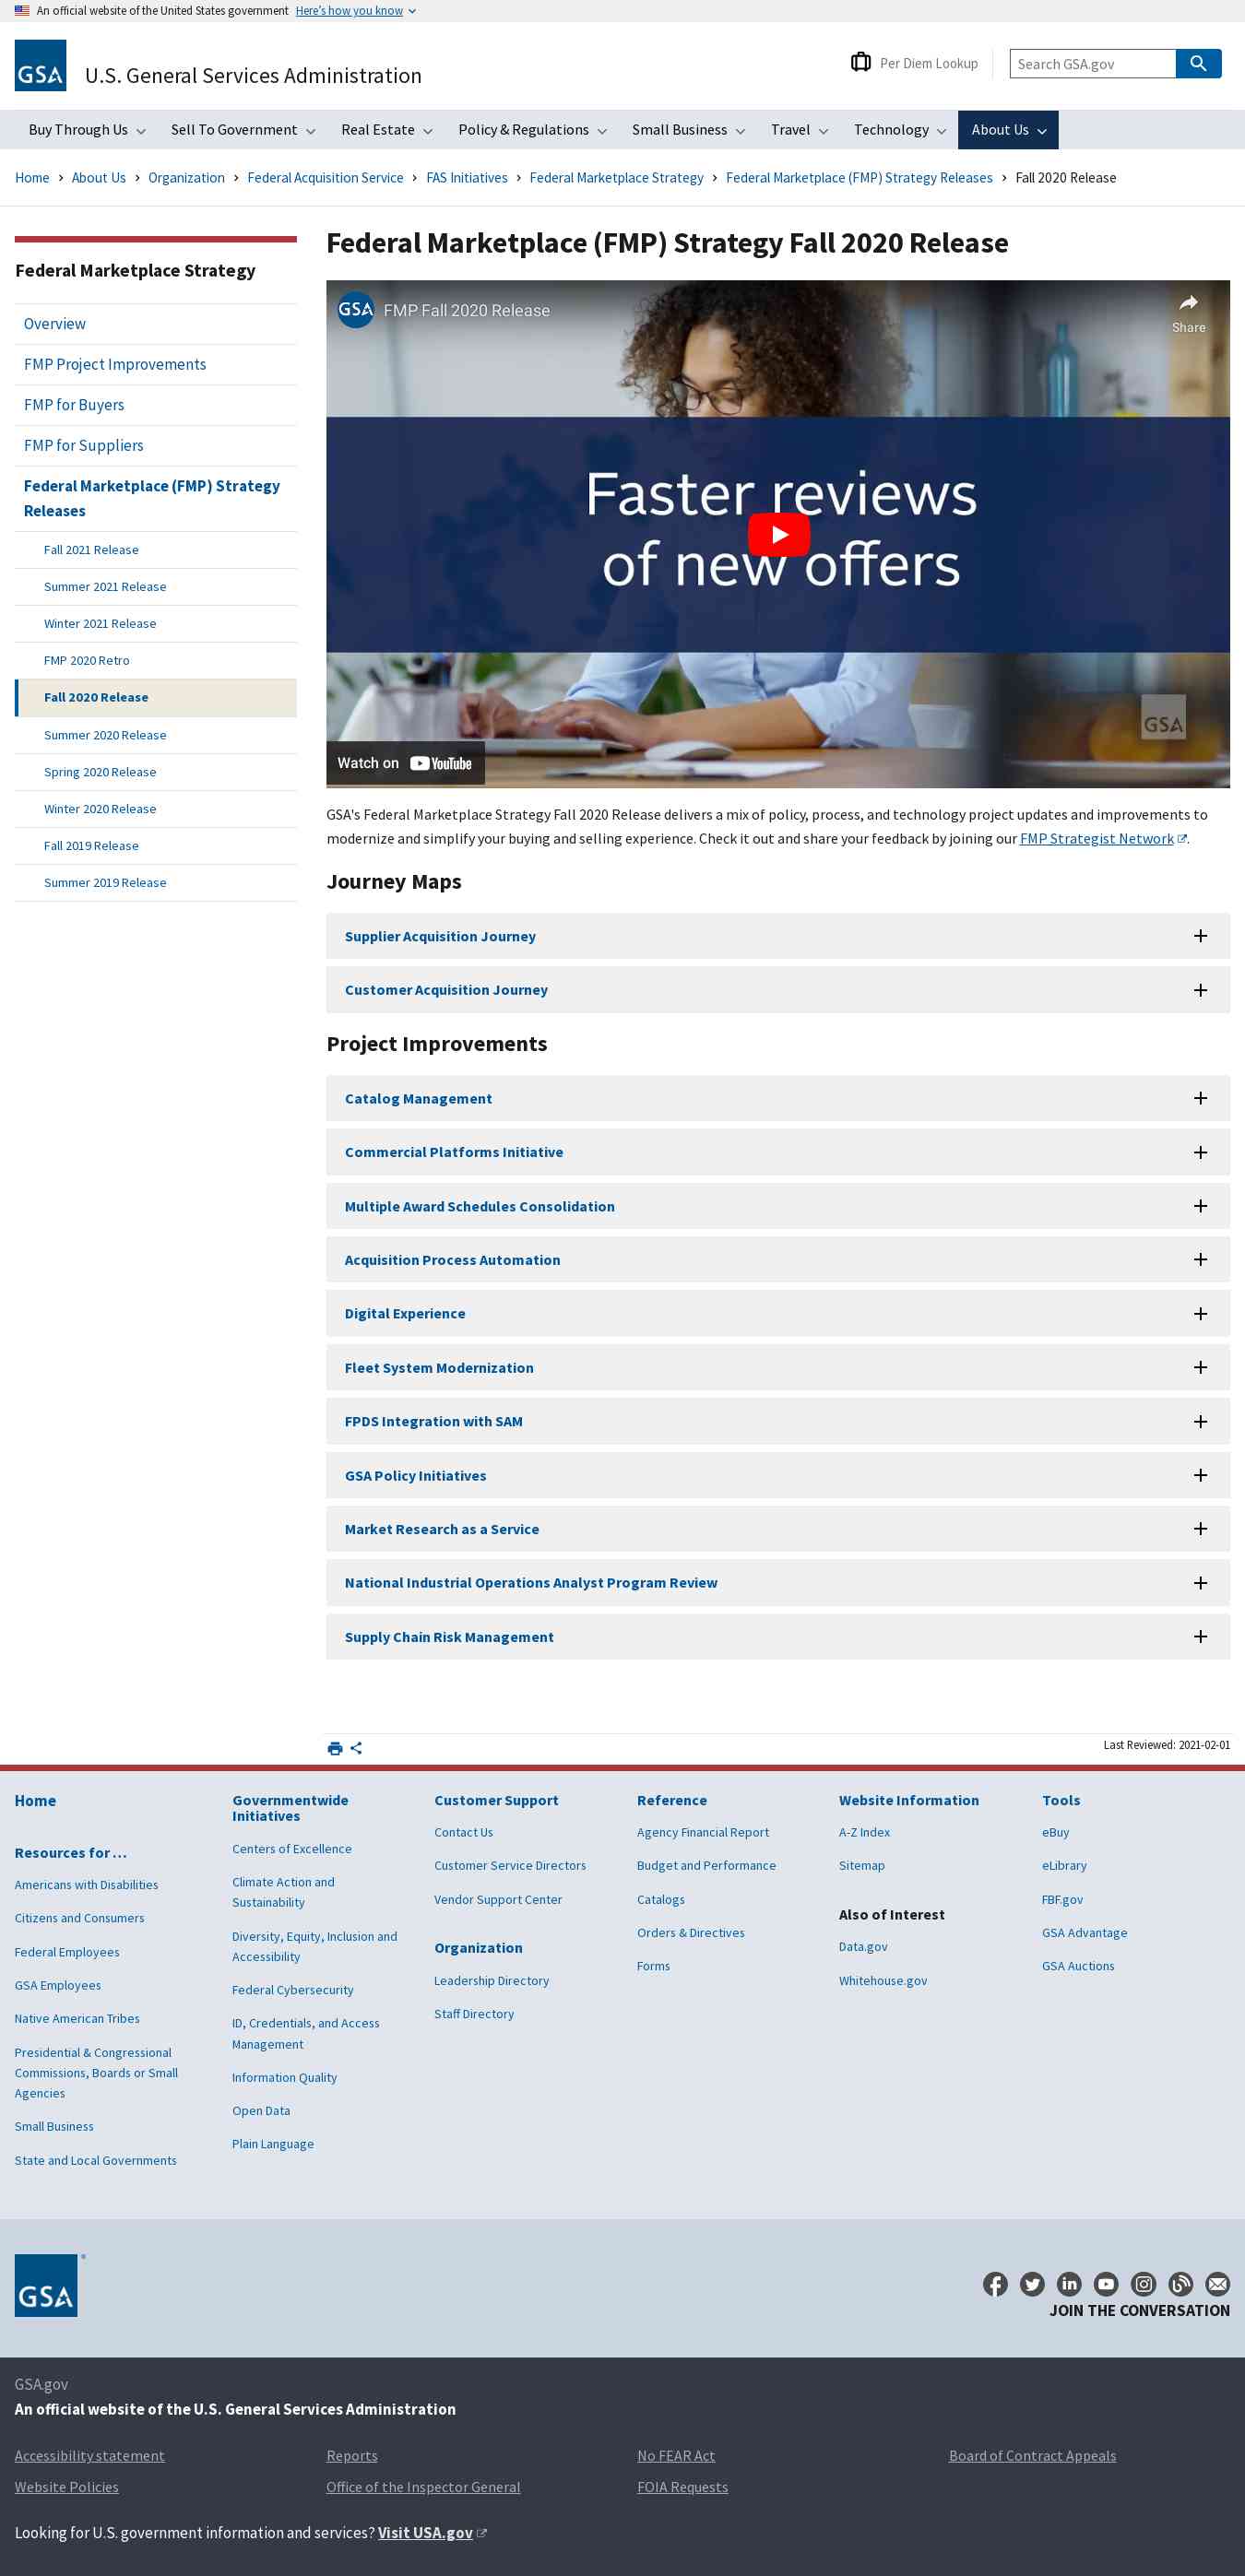 An official website of the United States government Here's how you know
GSA U.S. General Services Administration
Per Diem Lookup
Search GSA.gov
Buy Through Us Sell To Government Real Estate Policy & Regulations Small Business Travel Technology About Us
Home About Us Organization Federal Acquisition Service FAS Initiatives Federal Marketplace Strategy Federal Marketplace (FMP) Strategy Releases Fall 2020 Release
Federal Marketplace Strategy
Overview
FMP Project Improvements
FMP for Buyers
FMP for Suppliers
Federal Marketplace (FMP) Strategy
Releases
Fall 2021 Release
Summer 2021 Release
Winter 2021 Release
FMP 2020 Retro
Fall 2020 Release
Summer 2020 Release
Spring 2020 Release
Winter 2020 Release
Fall 2019 Release
Summer 2019 Release
Federal Marketplace (FMP) Strategy Fall 2020 Release
GSA FMP Fall 2020 Release
Share
Faster reviews
of new offers
GSA
Watch on YouTube
GSA's Federal Marketplace Strategy Fall 2020 Release delivers a mix of policy, process, and technology project updates and improvements to
modernize and simplify your buying and selling experience. Check it out and share your feedback by joining our FMP Strategist Network.
Journey Maps
Supplier Acquisition Journey
Customer Acquisition Journey
Project Improvements
Catalog Management
Commercial Platforms Initiative
Multiple Award Schedules Consolidation
Acquisition Process Automation
Digital Experience
Fleet System Modernization
FPDS Integration with SAM
GSA Policy Initiatives
Market Research as a Service
National Industrial Operations Analyst Program Review
Supply Chain Risk Management
Last Reviewed: 2021-02-01
Home
Resources for …
Americans with Disabilities
Citizens and Consumers
Federal Employees
GSA Employees
Native American Tribes
Presidential & Congressional
Commissions, Boards or Small
Agencies
Small Business
State and Local Governments
Governmentwide
Initiatives
Centers of Excellence
Climate Action and
Sustainability
Diversity, Equity, Inclusion and
Accessibility
Federal Cybersecurity
ID, Credentials, and Access
Management
Information Quality
Open Data
Plain Language
Customer Support
Contact Us
Customer Service Directors
Vendor Support Center
Organization
Leadership Directory
Staff Directory
Reference
Agency Financial Report
Budget and Performance
Catalogs
Orders & Directives
Forms
Website Information
A-Z Index
Sitemap
Also of Interest
Data.gov
Whitehouse.gov
Tools
eBuy
eLibrary
FBF.gov
GSA Advantage
GSA Auctions
GSA
JOIN THE CONVERSATION
GSA.gov
An official website of the U.S. General Services Administration
Accessibility statement Reports No FEAR Act Board of Contract Appeals
Website Policies Office of the Inspector General FOIA Requests
Looking for U.S. government information and services? Visit USA.gov